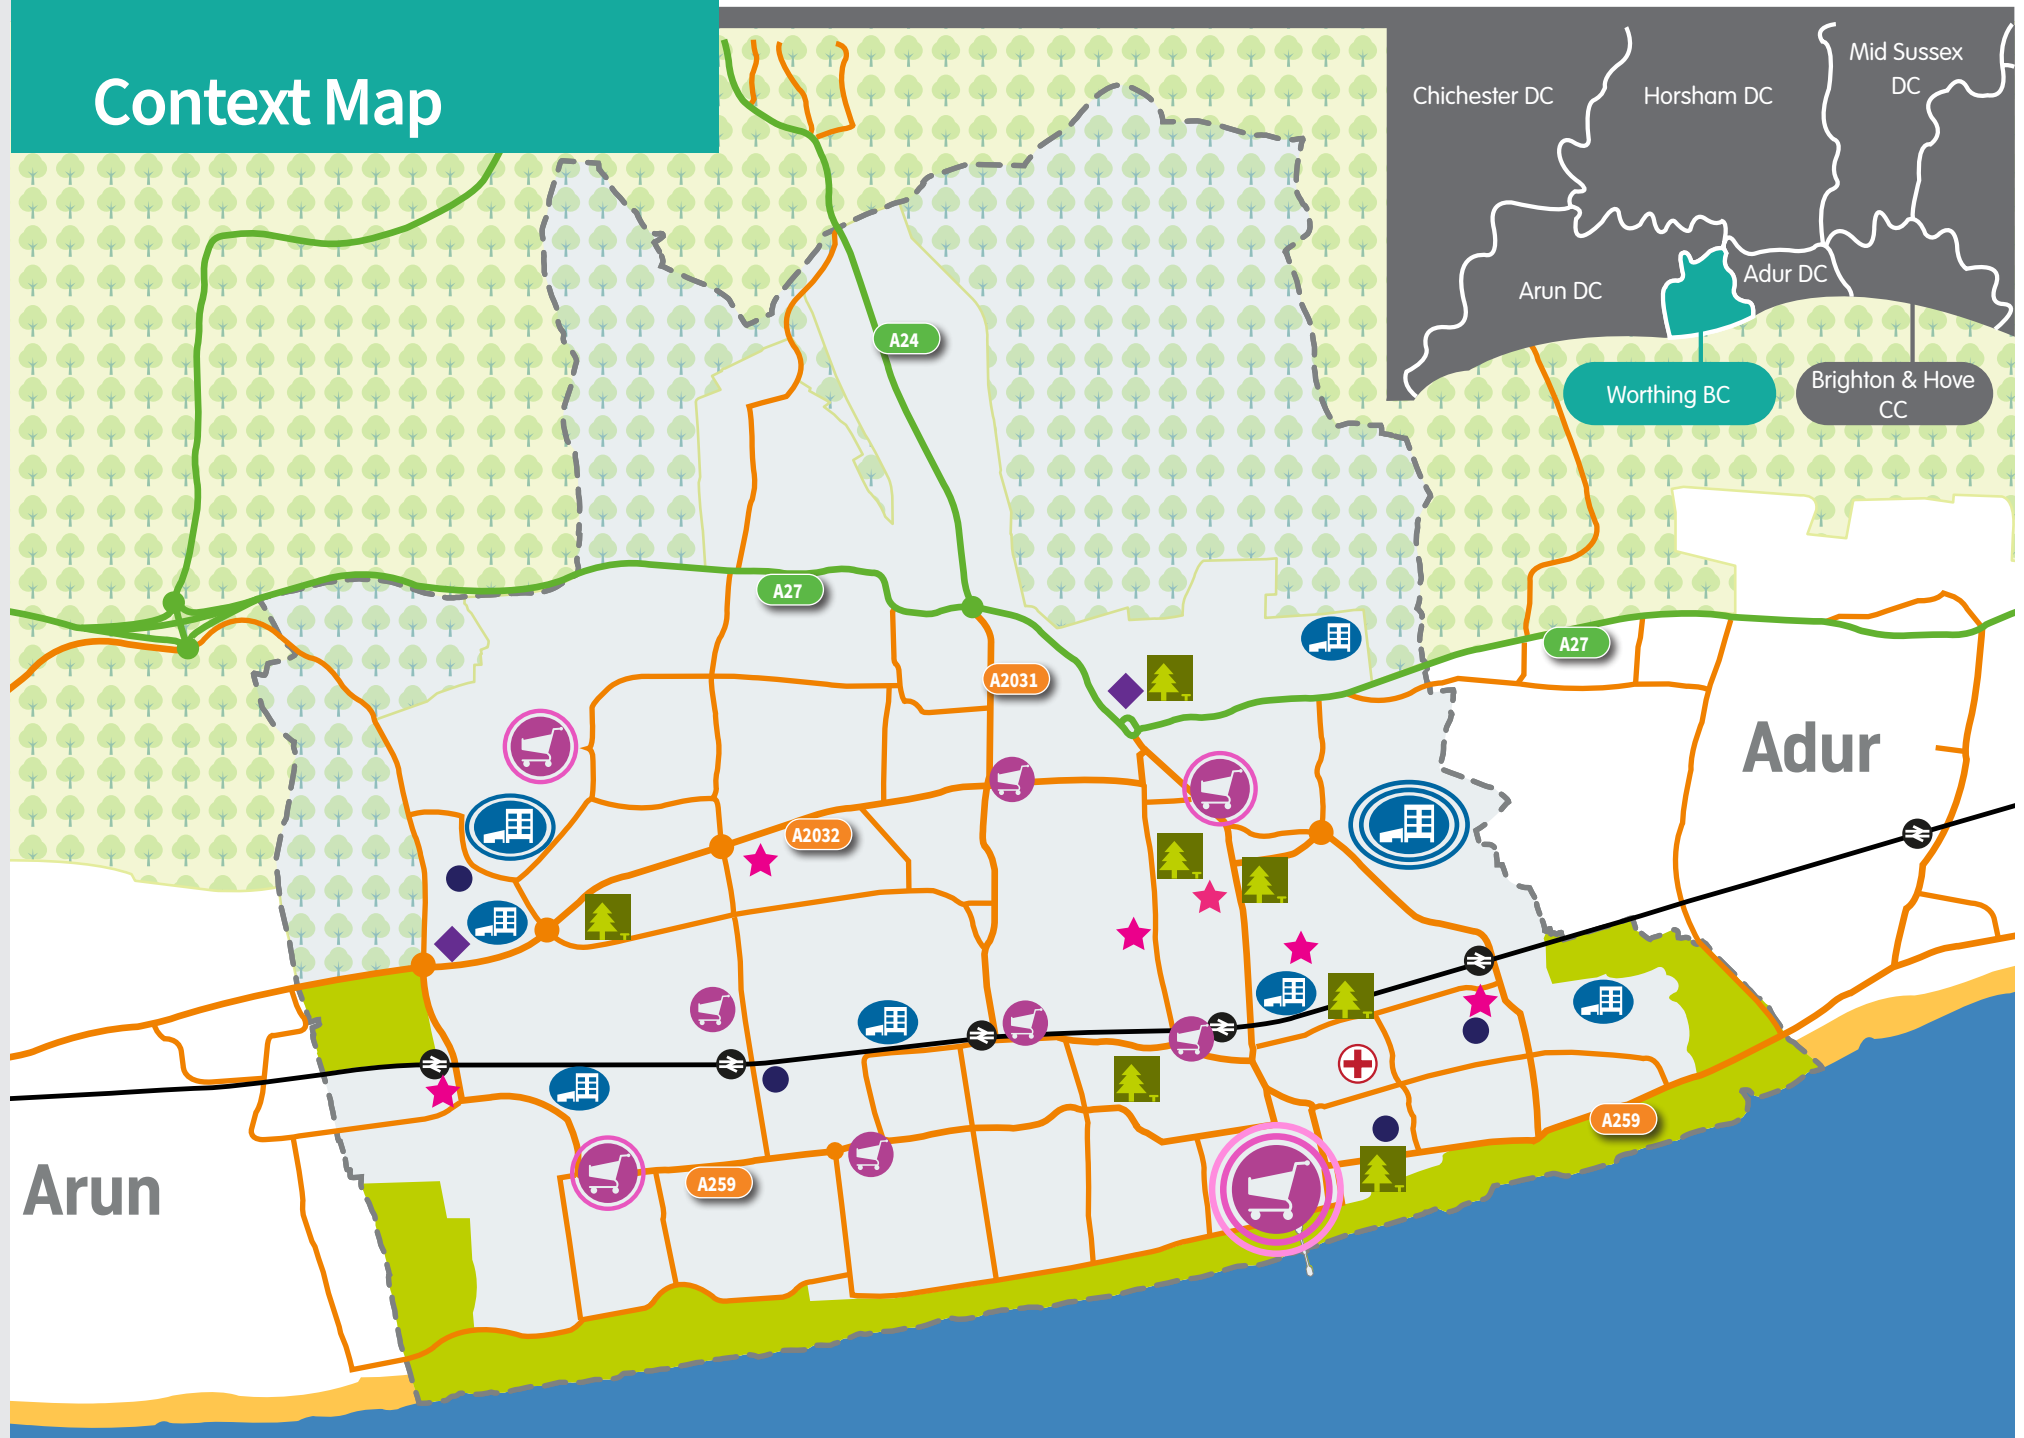 Context Map
Chichester DC
Horsham DC
Mid Sussex
DC
Arun DC
Adur DC
Worthing BC
Brighton & Hove
CC
A24
A27
A27
A2031
Adur
A2032
A259
Arun
A259